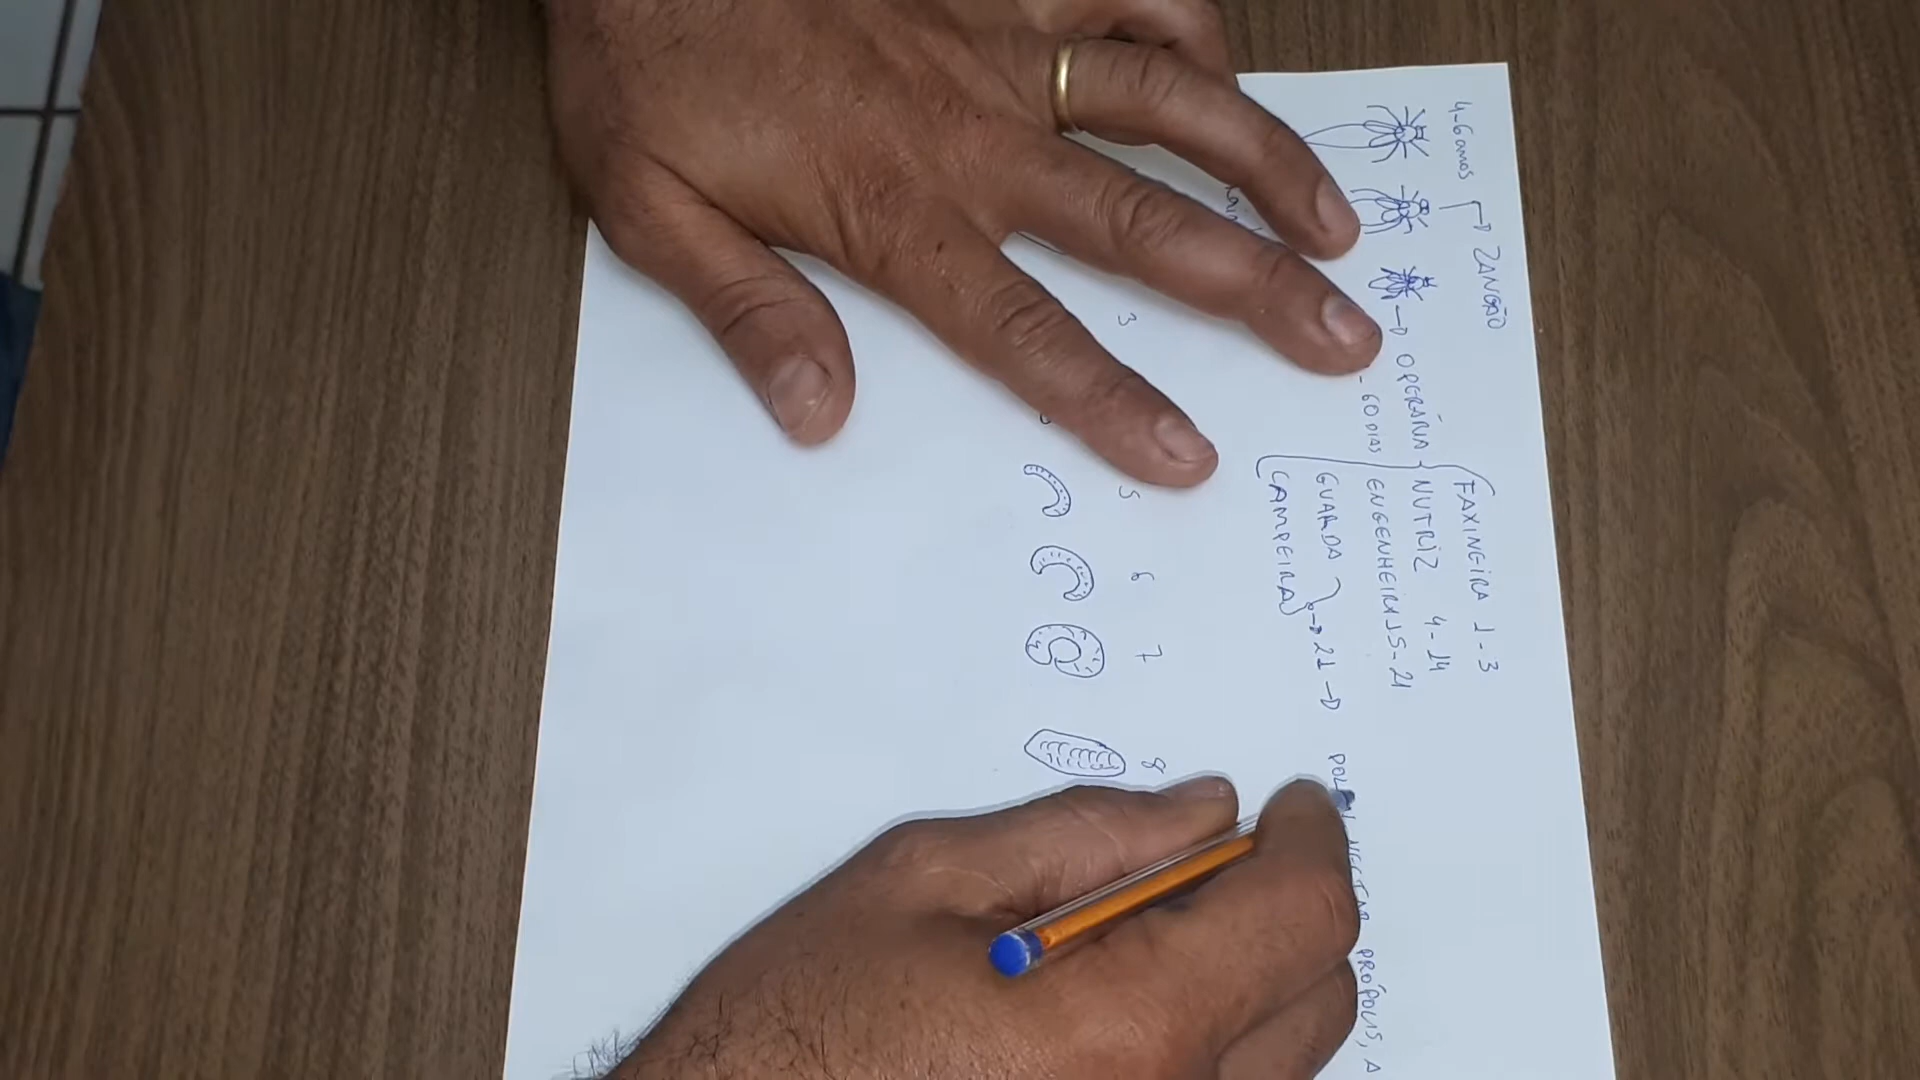 4-6 anos
ZANGÃO
OPERÁRIA
- 60 DIAS
FAXINEIRA 1-3
NUTRIZ 4-14
ENGENHEIRA 15-21
GUARDA
CAMPEIRA
21
NECTAR PRÓPOLIS, A
3
5
6
7
8